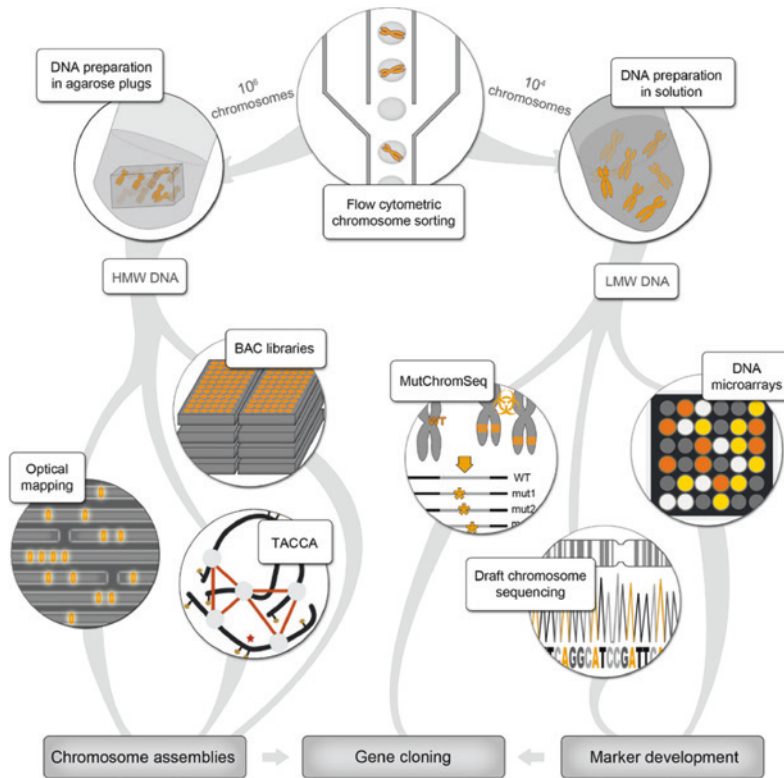 DNA preparation
in agarose plugs
10⁶
chromosomes
10⁴
chromosomes
DNA preparation
in solution
Flow cytometric
chromosome sorting
HMW DNA
LMW DNA
BAC libraries
MutChromSeq
WT
DNA
microarrays
WT
mut1
mut2
Optical
mapping
TACCA
Draft chromosome
sequencing
TCAGGCATCCGATTCA
Chromosome assemblies
Gene cloning
Marker development